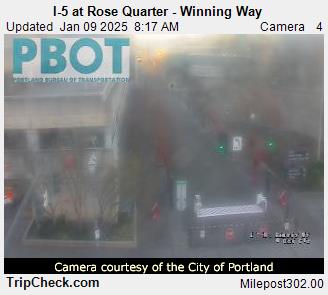 I-5 at Rose Quarter - Winning Way
Updated Jan 09 2025 8:17 AM Camera 4
PBOT
PORTLAND BUREAU OF TRANSPORTATION
Camera courtesy of the City of Portland
TripCheck.com Milepost302.00